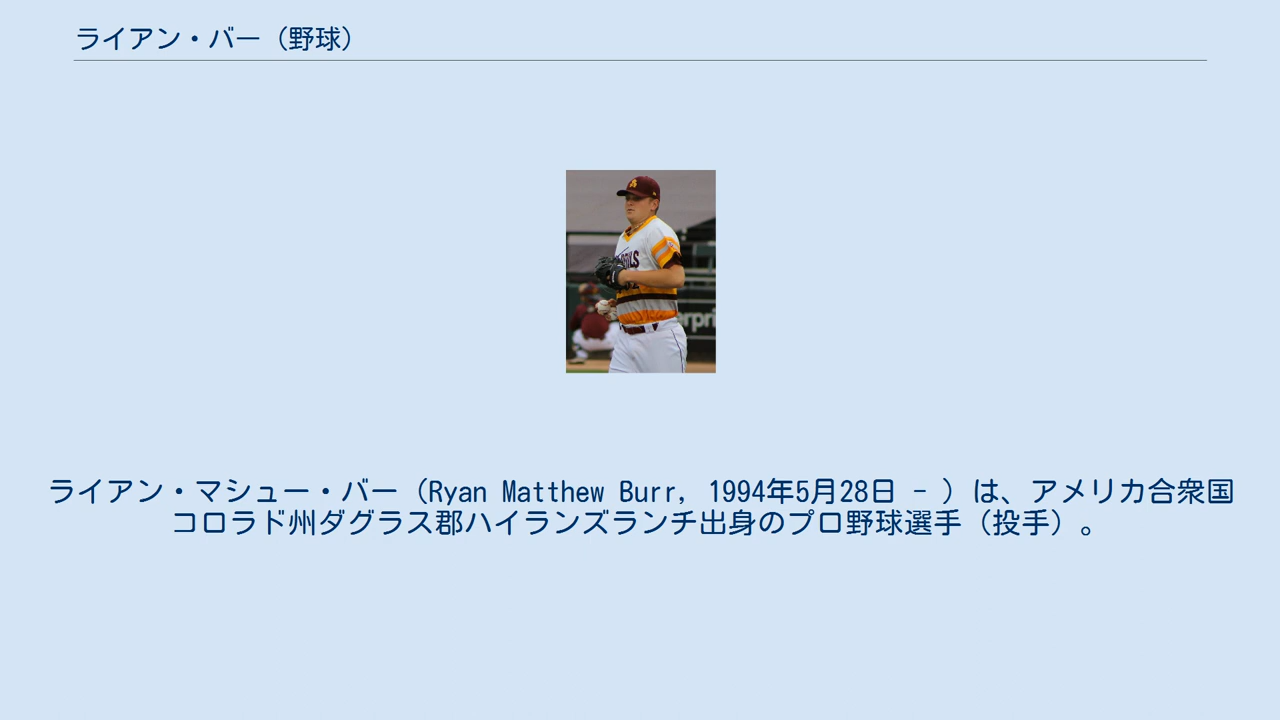 ライアン・バー（野球）
ライアン・マシュー・バー（Ryan Matthew Burr, 1994年5月28日 - ）は、アメリカ合衆国
コロラド州ダグラス郡ハイランズランチ出身のプロ野球選手（投手）。